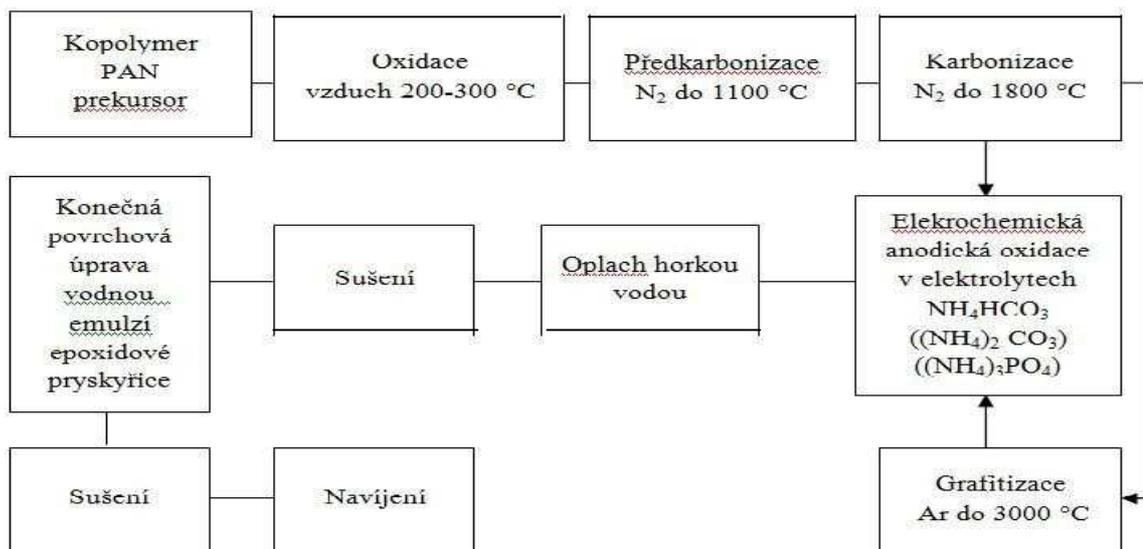 Kopolymer
PAN
prekursor
Oxidace
vzduch 200-300 °C
Předkarbonizace
N₂ do 1100 °C
Karbonizace
N₂ do 1800 °C
Elekrochemická
anodická oxidace
v elektrolytech
NH₄HCO₃
((NH₄)₂ CO₃)
((NH₄)₃PO₄)
Oplach horkou
vodou
Sušení
Konečná
povrchová
úprava
vodnou
emulzí
epoxidové
pryskyřice
Sušení
Navíjení
Grafitizace
Ar do 3000 °C